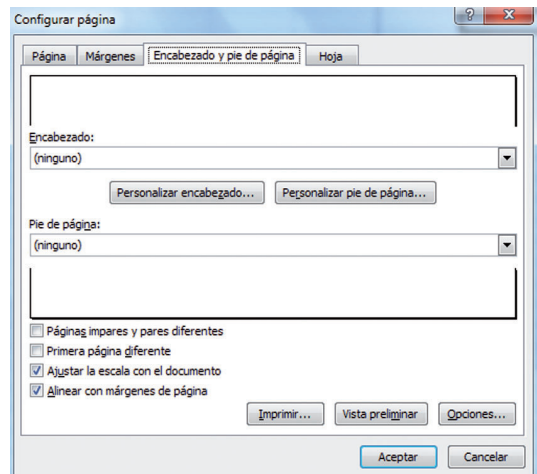 Configurar página
Página Márgenes Encabezado y pie de página Hoja
Encabezado:
(ninguno)
Personalizar encabezado... Personalizar pie de página...
Pie de página:
(ninguno)
Páginas impares y pares diferentes
Primera página diferente
Ajustar la escala con el documento
Alinear con márgenes de página
Imprimir... Vista preliminar Opciones...
Aceptar Cancelar